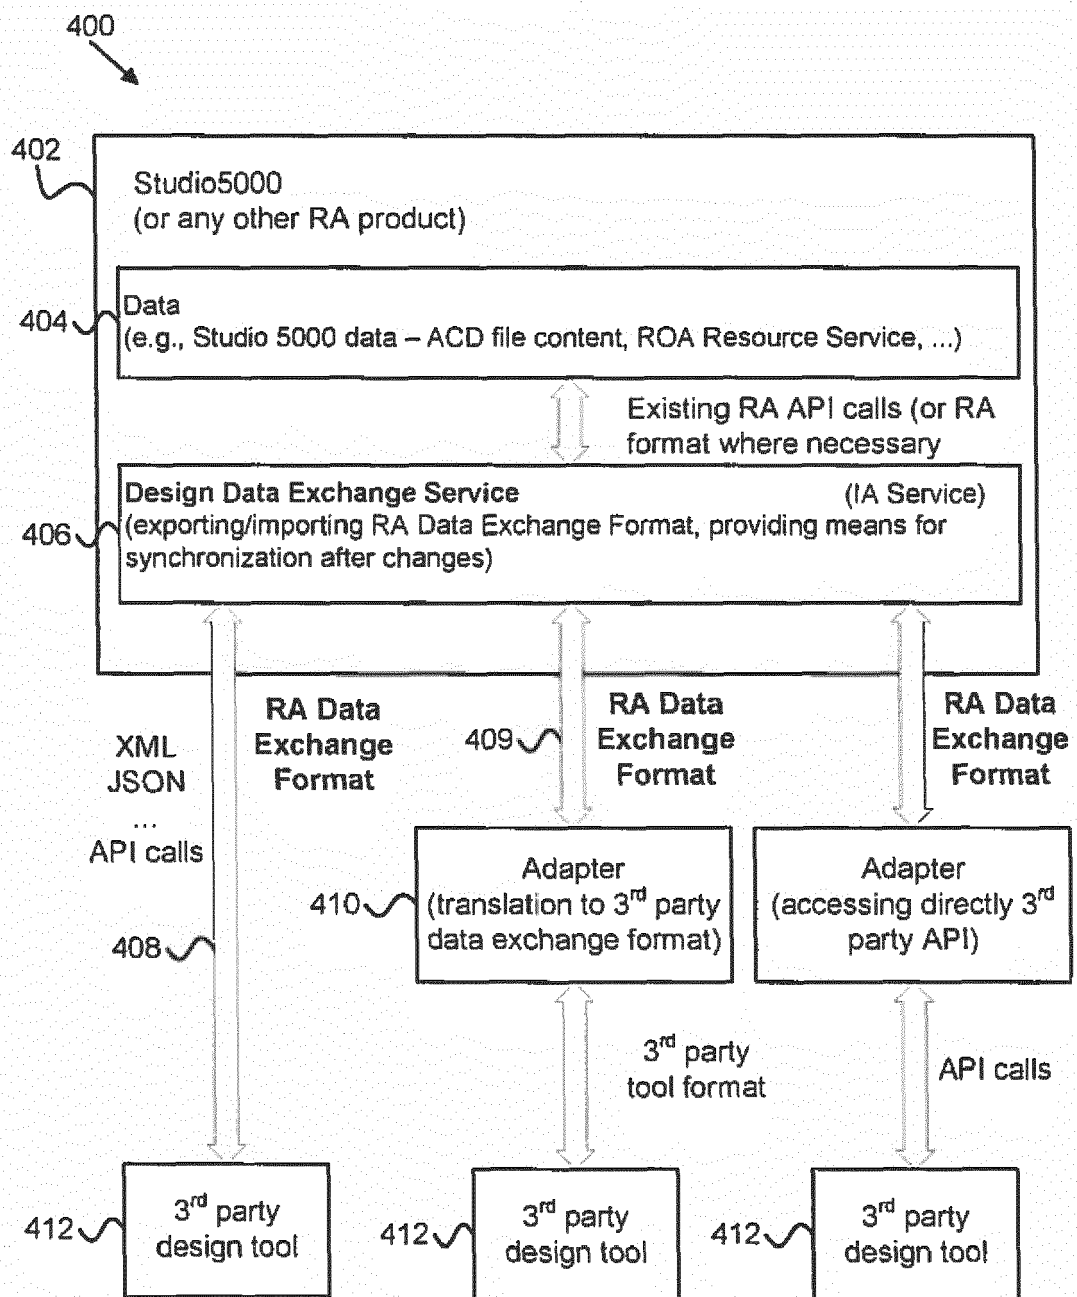 400
402
Studio5000
(or any other RA product)
404
Data
(e.g., Studio 5000 data – ACD file content, ROA Resource Service, ...)
Existing RA API calls (or RA
format where necessary
406
Design Data Exchange Service
(IA Service)
(exporting/importing RA Data Exchange Format, providing means for
synchronization after changes)
XML
JSON
...
API calls
408
RA Data
Exchange
Format
409
RA Data
Exchange
Format
RA Data
Exchange
Format
410
Adapter
(translation to 3rd party
data exchange format)
Adapter
(accessing directly 3rd
party API)
3rd party
tool format
API calls
412
3rd party
design tool
412
3rd party
design tool
412
3rd party
design tool